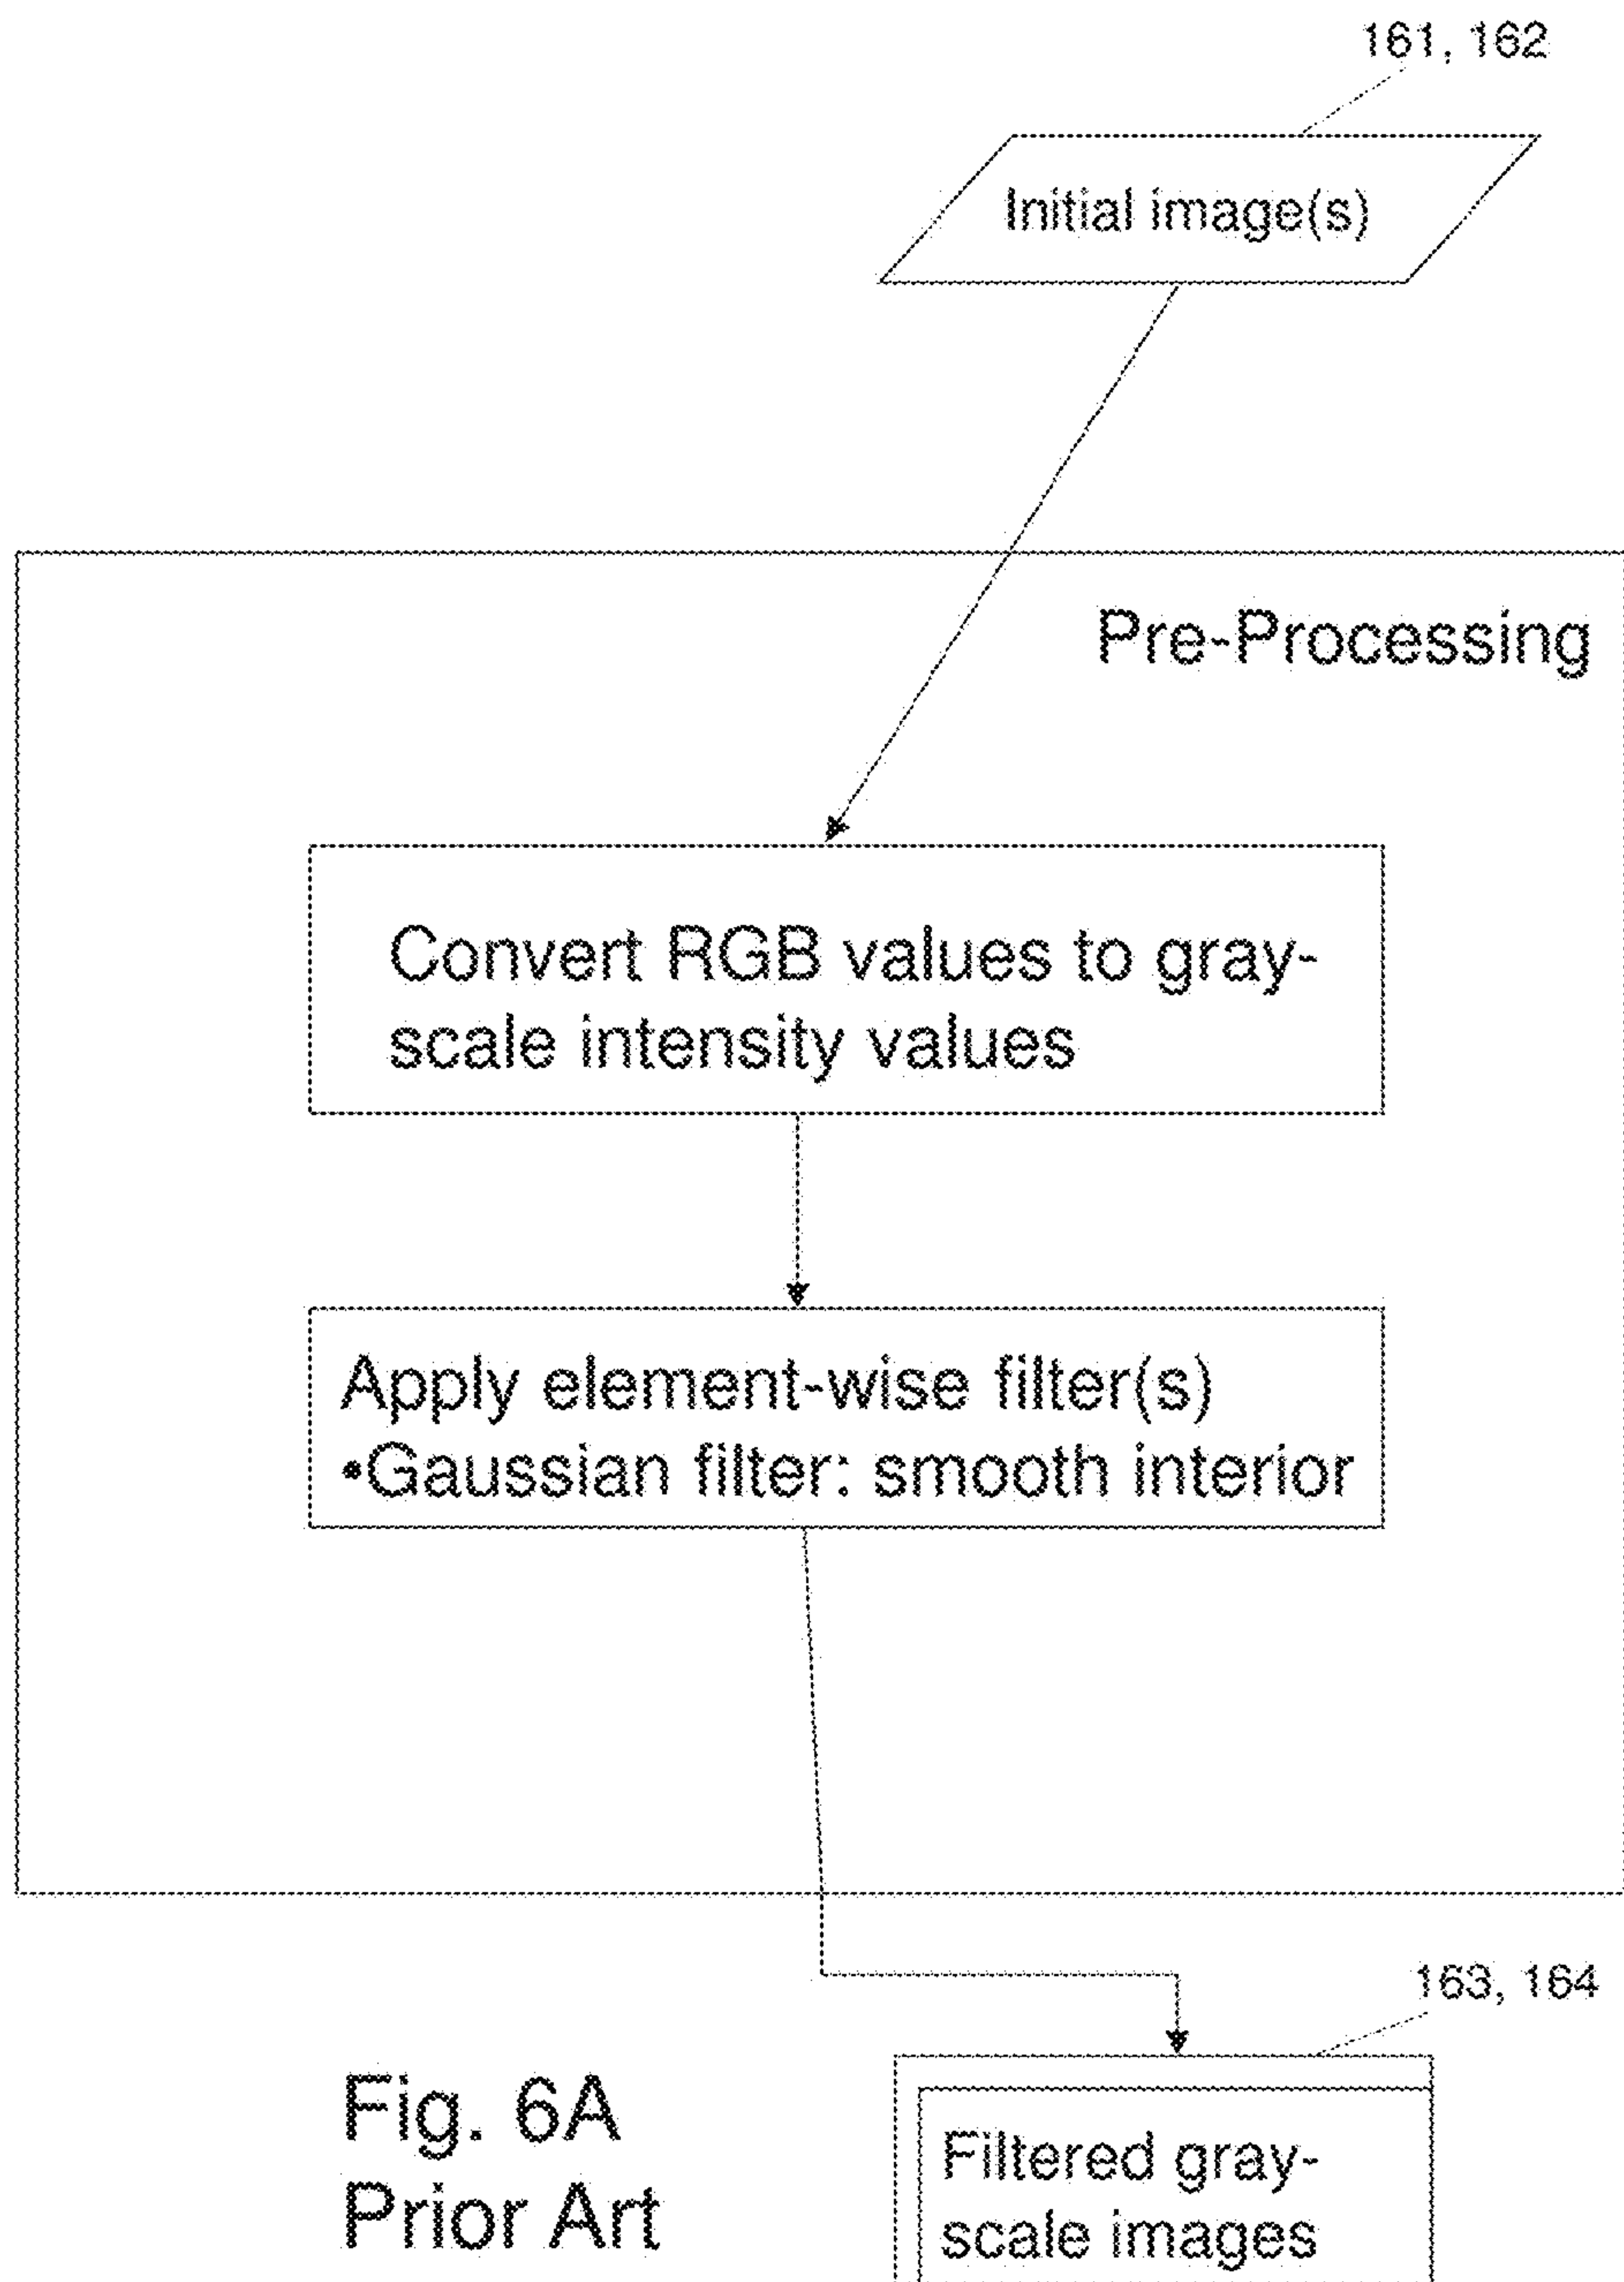 161, 162
Initial image(s)
Pre-Processing
Convert RGB values to gray-
scale intensity values
Apply element-wise filter(s)
•Gaussian filter: smooth interior
163, 164
Filtered gray-
scale images
Fig. 6A
Prior Art